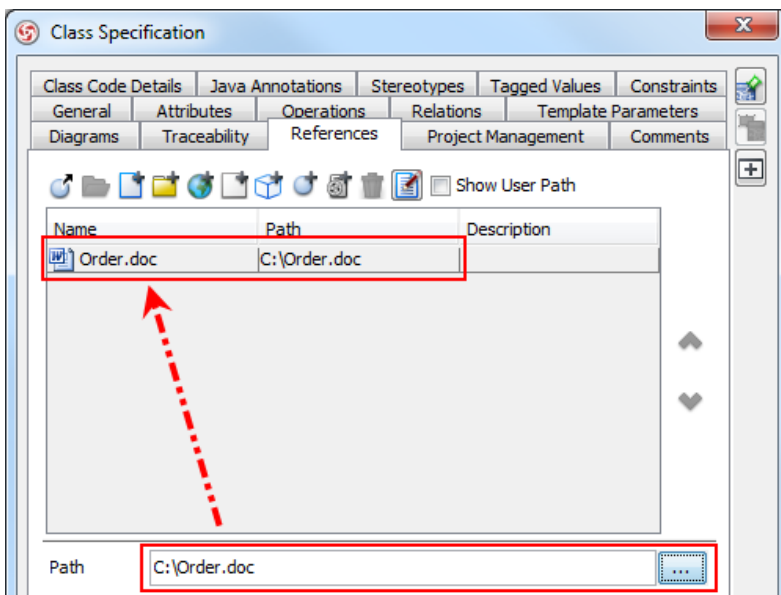 Class Specification
Class Code Details Java Annotations Stereotypes Tagged Values Constraints
General Attributes Operations Relations Template Parameters
Diagrams Traceability References Project Management Comments
Show User Path
Name Path Description
Order.doc C:\Order.doc
Path C:\Order.doc ...